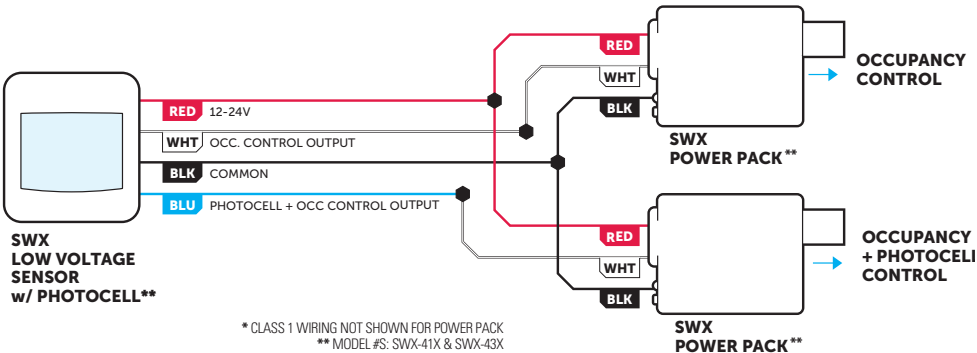 RED 12-24V
WHT OCC. CONTROL OUTPUT
BLK COMMON
BLU PHOTOCELL + OCC CONTROL OUTPUT
SWX
LOW VOLTAGE
SENSOR
w/ PHOTOCELL**
RED
WHT
BLK
SWX
POWER PACK**
OCCUPANCY
CONTROL
RED
WHT
BLK
SWX
POWER PACK**
OCCUPANCY
+ PHOTOCELL
CONTROL
* CLASS 1 WIRING NOT SHOWN FOR POWER PACK
** MODEL #S: SWX-41X & SWX-43X